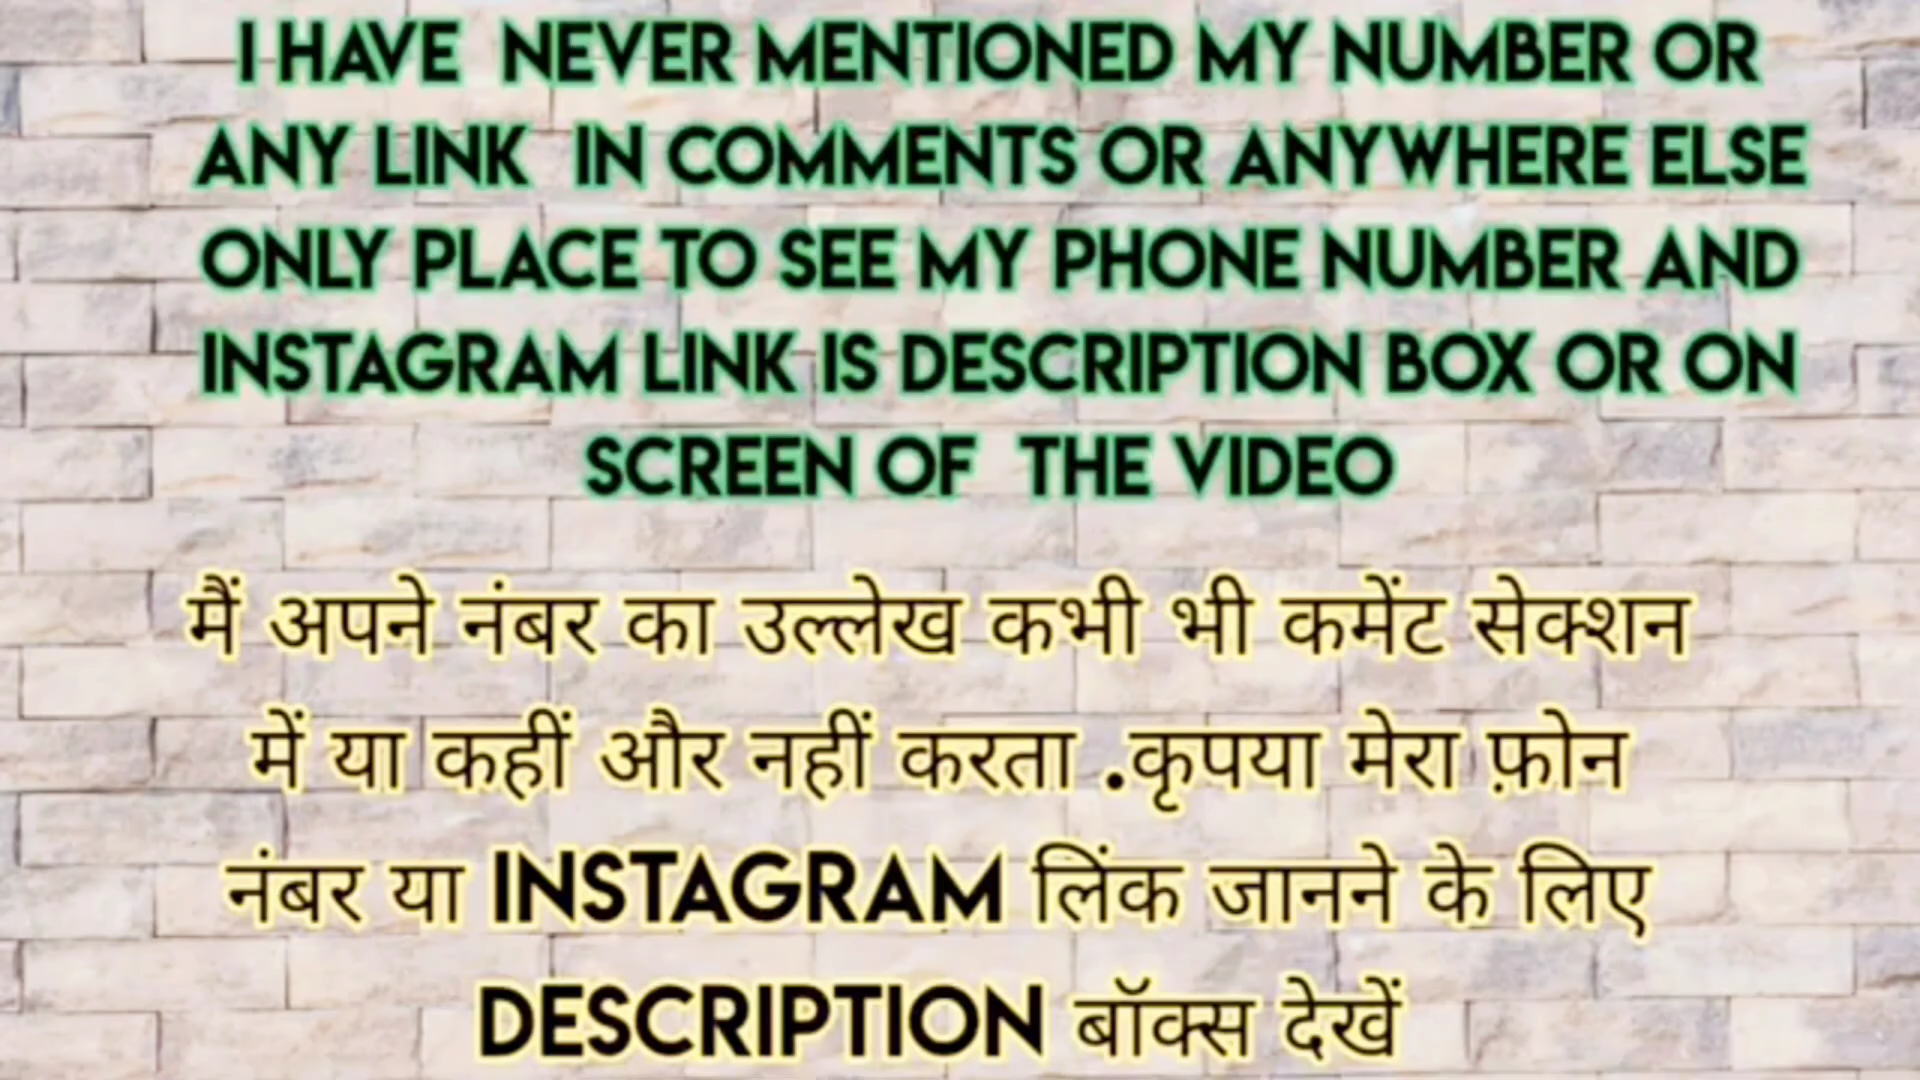 I HAVE NEVER MENTIONED MY NUMBER OR
ANY LINK IN COMMENTS OR ANYWHERE ELSE
ONLY PLACE TO SEE MY PHONE NUMBER AND
INSTAGRAM LINK IS DESCRIPTION BOX OR ON
SCREEN OF THE VIDEO
मैं अपने नंबर का उल्लेख कभी भी कमेंट सेक्शन
में या कहीं और नहीं करता .कृपया मेरा फ़ोन
नंबर या INSTAGRAM लिंक जानने के लिए
DESCRIPTION बॉक्स देखें